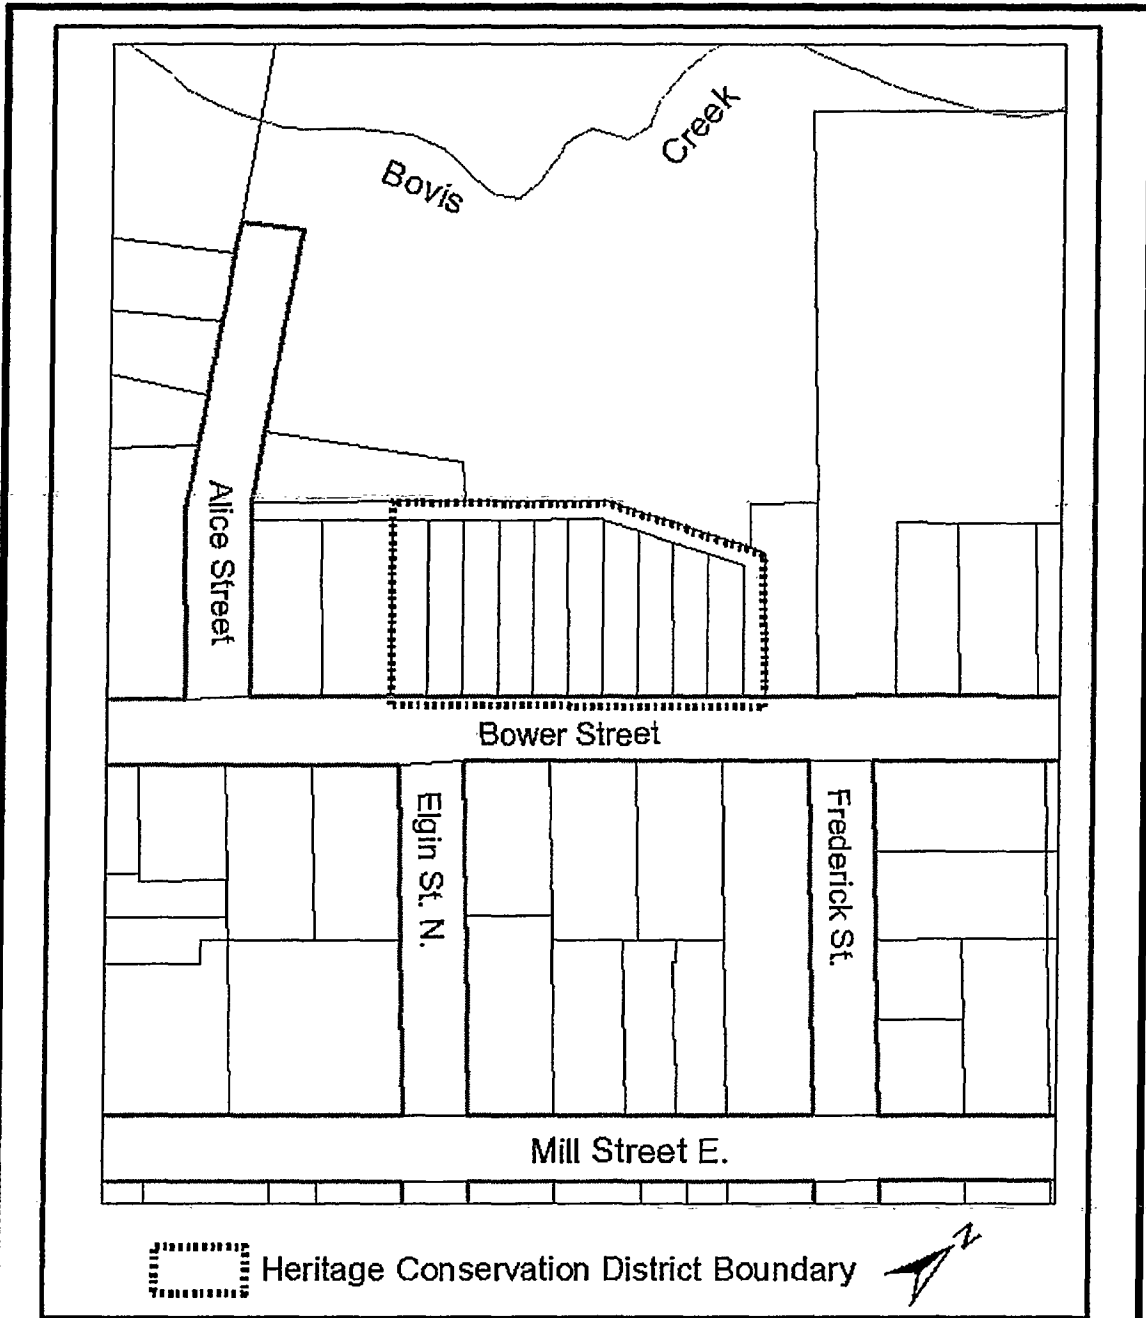 Creek
Bovis
Alice Street
Bower Street
Elgin St. N.
Frederick St.
Mill Street E.
Heritage Conservation District Boundary
N